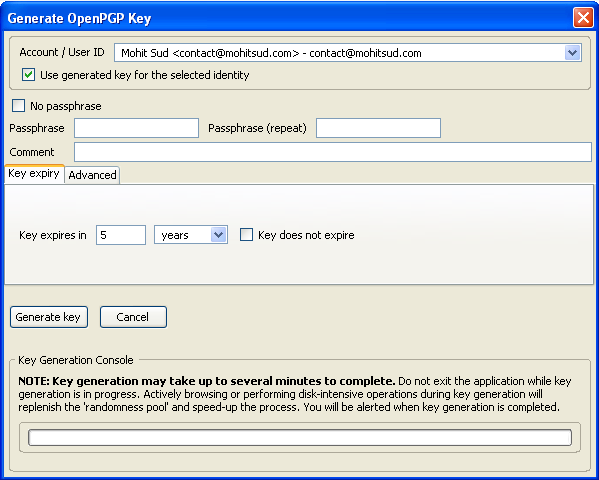 Generate OpenPGP Key
Account / User ID
Mohit Sud <contact@mohitsud.com> - contact@mohitsud.com
Use generated key for the selected identity
No passphrase
Passphrase
Passphrase (repeat)
Comment
Key expiry
Advanced
Key expires in
5
years
Key does not expire
Generate key
Cancel
Key Generation Console
NOTE: Key generation may take up to several minutes to complete. Do not exit the application while key
generation is in progress. Actively browsing or performing disk-intensive operations during key generation will
replenish the 'randomness pool' and speed-up the process. You will be alerted when key generation is completed.